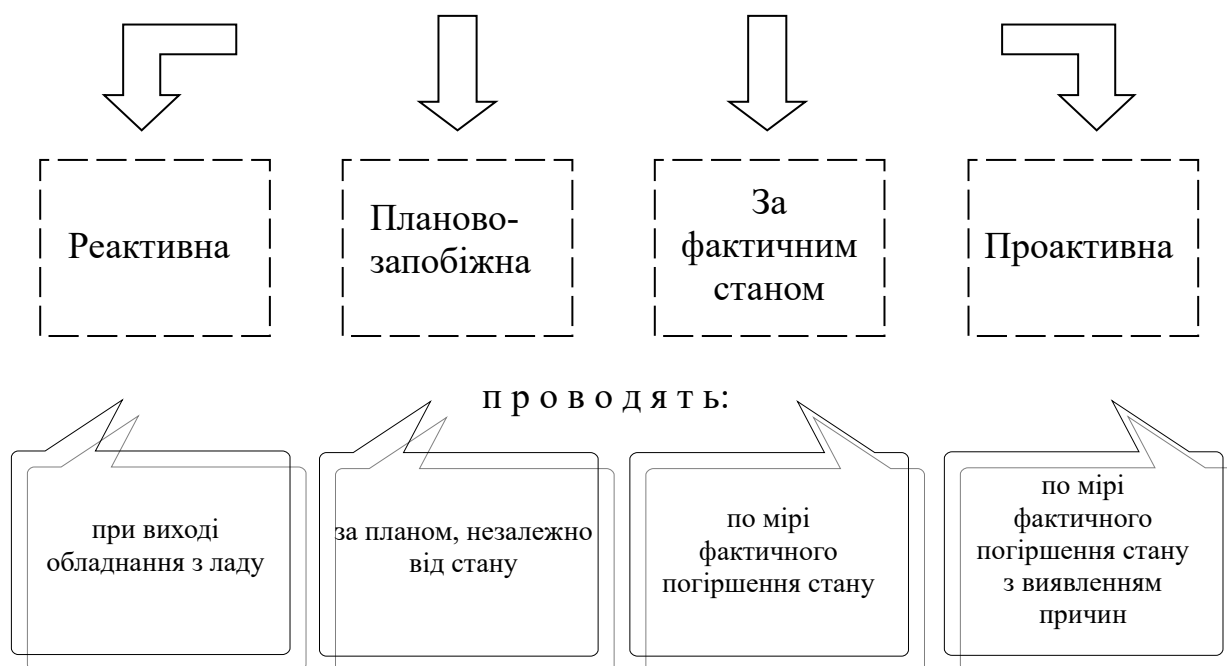 Реактивна
Планово-
запобіжна
За
фактичним
станом
Проактивна
п р о в о д я т ь:
при виході
обладнання з ладу
за планом, незалежно
від стану
по мірі
фактичного
погіршення стану
по мірі
фактичного
погіршення стану
з виявленням
причин